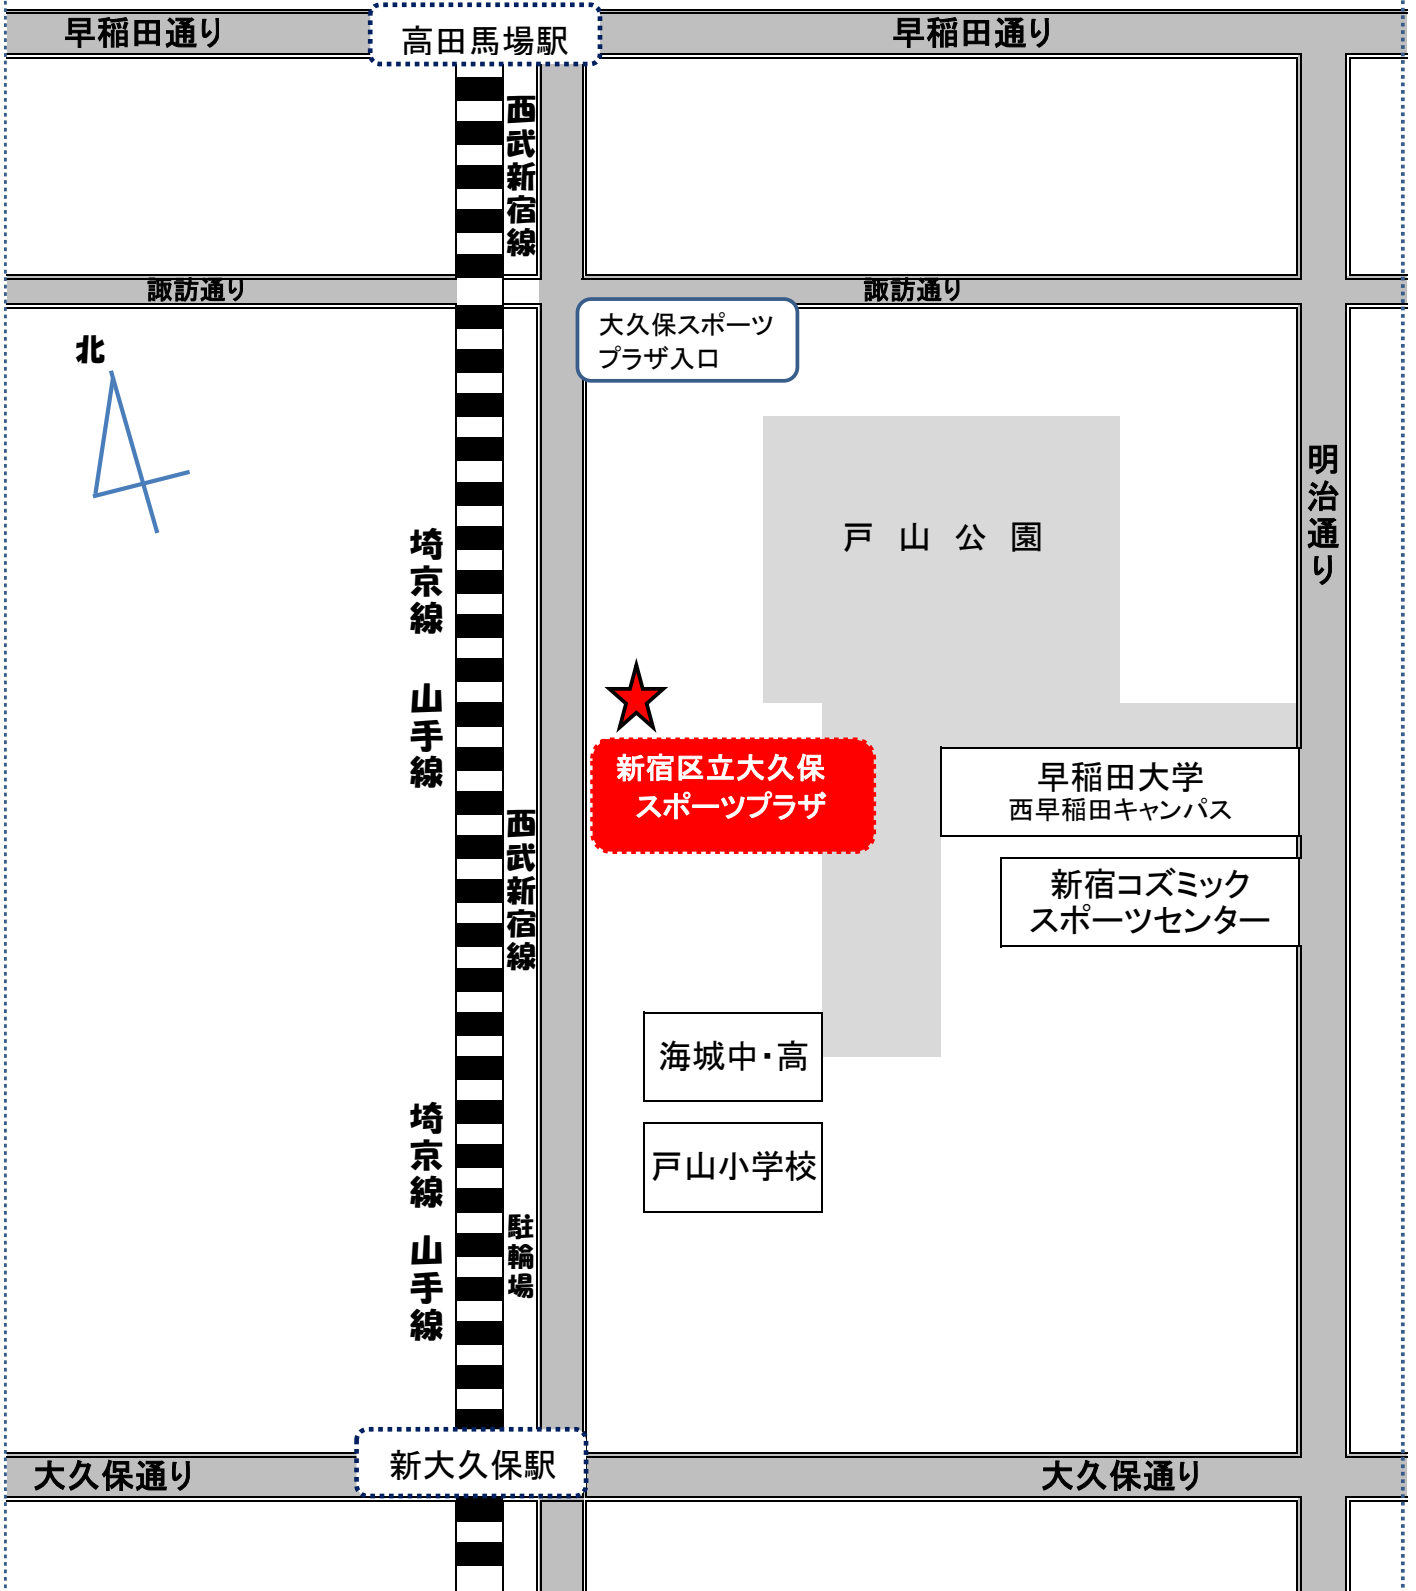 早稲田通り
高田馬場駅
早稲田通り
西武新宿線
諏訪通り
諏訪通り
大久保スポーツ
プラザ入口
北
戸 山 公 園
明治通り
埼京線
山手線
新宿区立大久保
スポーツプラザ
西武新宿線
早稲田大学
西早稲田キャンパス
新宿コズミック
スポーツセンター
海城中・高
戸山小学校
埼京線
山手線
駐輪場
新大久保駅
大久保通り
大久保通り